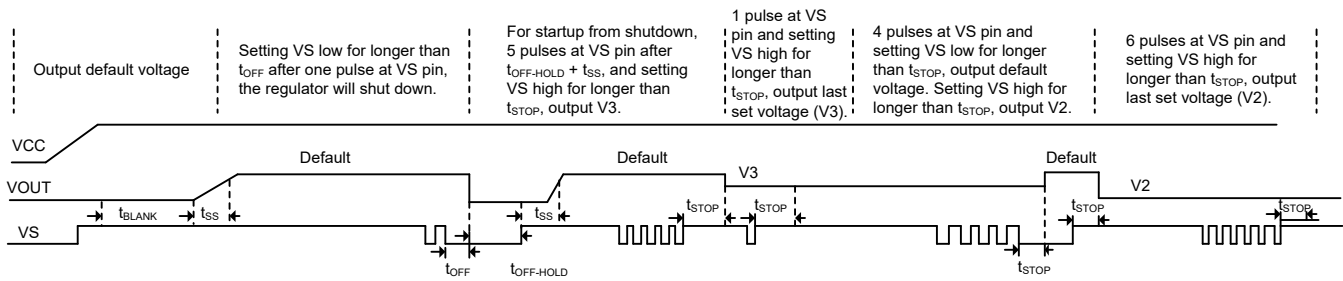 Output default voltage
Setting VS low for longer than
tOFF after one pulse at VS pin,
the regulator will shut down.
For startup from shutdown,
5 pulses at VS pin after
tOFF-HOLD + tSS, and setting
VS high for longer than
tSTOP, output V3.
1 pulse at VS
pin and setting
VS high for
longer than
tSTOP, output last
set voltage (V3).
4 pulses at VS pin and
setting VS low for longer
than tSTOP, output default
voltage. Setting VS high for
longer than tSTOP, output V2.
6 pulses at VS pin and
setting VS high for
longer than tSTOP, output
last set voltage (V2).
VCC
Default
Default
Default
VOUT
V3
V2
tBLANK
tSS
tSS
tSTOP
tSTOP
tSTOP
tSTOP
VS
tOFF
tOFF-HOLD
tSTOP